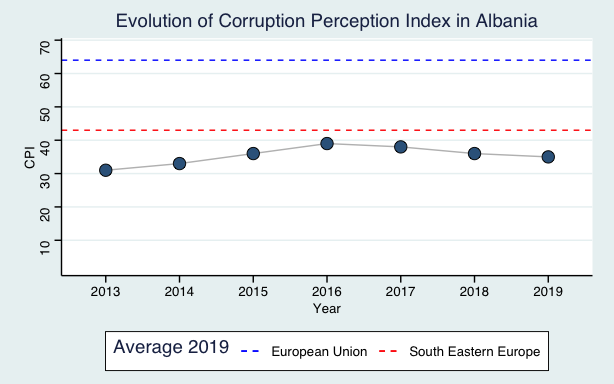 Evolution of Corruption Perception Index in Albania
70
60
50
40
30
20
10
CPI
2013 2014 2015 2016 2017 2018 2019
Year
Average 2019 European Union South Eastern Europe